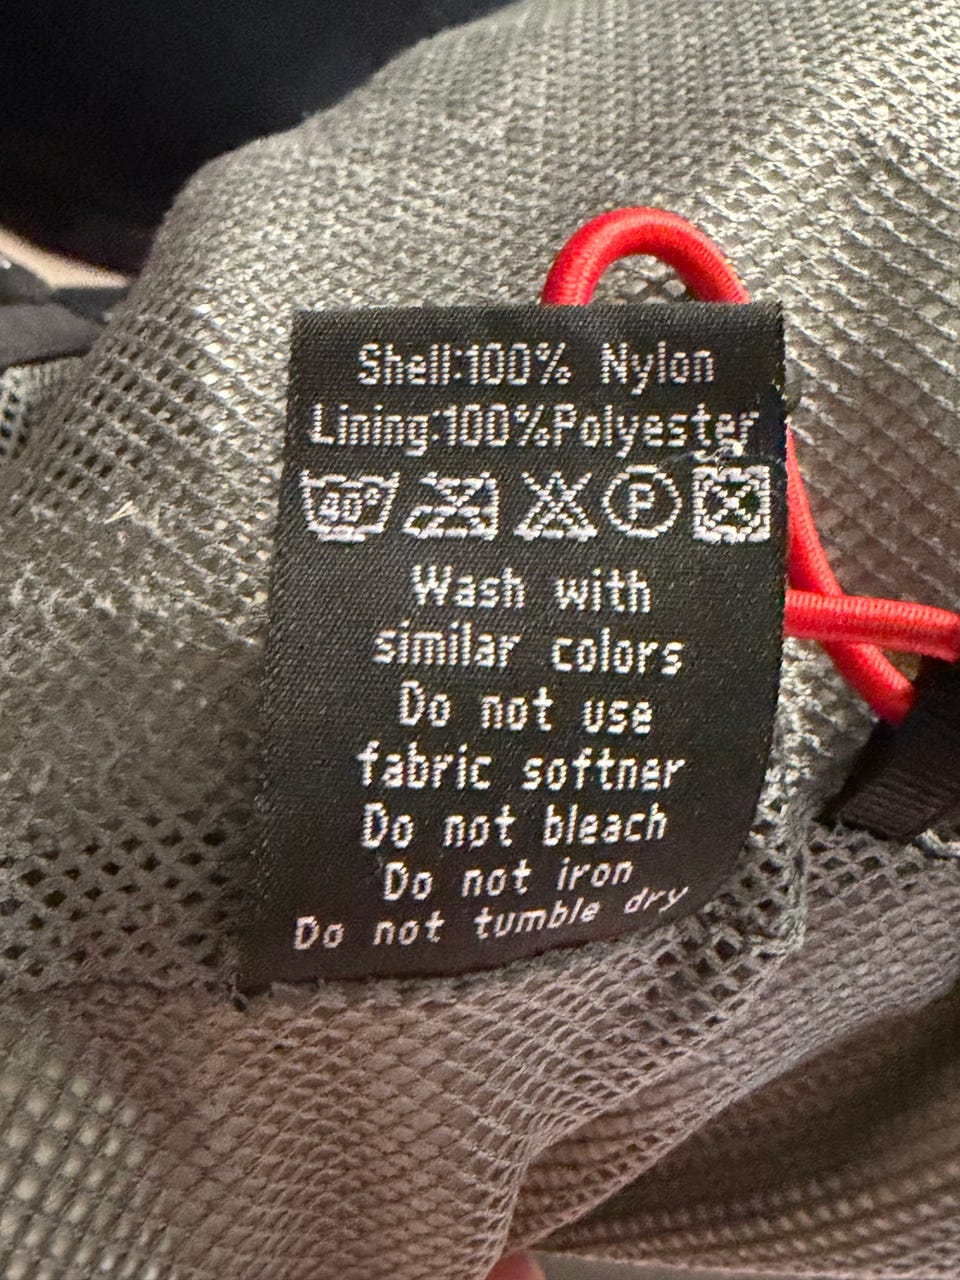 Shell:100% Nylon
Lining:100%Polyester
40° P
Wash with
similar colors
Do not use
fabric softner
Do not bleach
Do not iron
Do not tumble dry